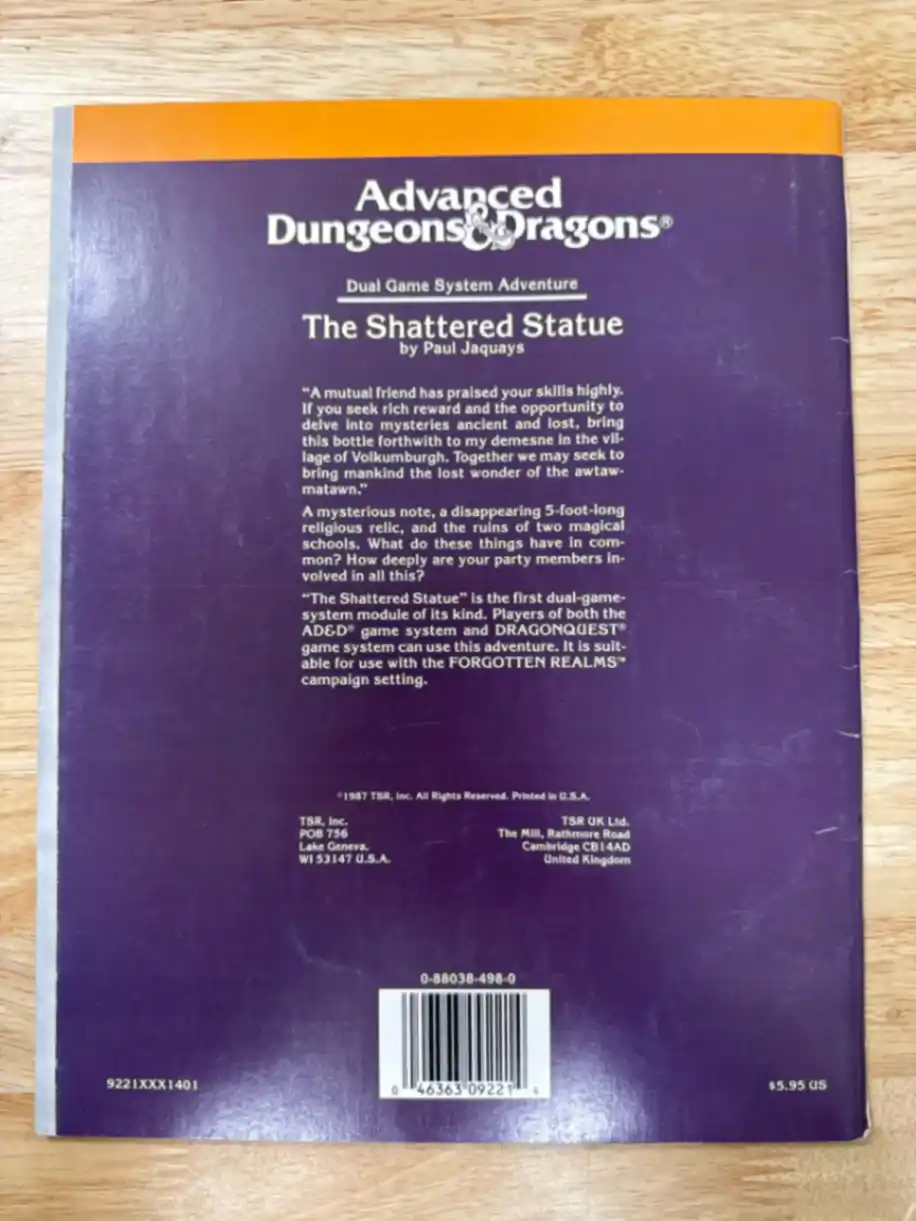 Advanced
Dungeons & Dragons®
Dual Game System Adventure
The Shattered Statue
by Paul Jaquays
"A mutual friend has praised your skills highly.
If you seek rich reward and the opportunity to
delve into mysteries ancient and lost, bring
this bottle forthwith to my demesne in the vil-
lage of Volkumburgh. Together we may seek to
bring mankind the lost wonder of the awtaw-
matawn."
A mysterious note, a disappearing 5-foot-long
religious relic, and the ruins of two magical
schools. What do these things have in com-
mon? How deeply are your party members in-
volved in all this?
"The Shattered Statue" is the first dual-game-
system module of its kind. Players of both the
AD&D® game system and DRAGONQUEST®
game system can use this adventure. It is suit-
able for use with the FORGOTTEN REALMS™
campaign setting.
©1987 TSR, Inc. All Rights Reserved. Printed in U.S.A.
TSR, Inc.
POB 756
Lake Geneva,
WI 53147 U.S.A.
TSR UK Ltd.
The Mill, Rathmore Road
Cambridge CB14AD
United Kingdom
0-88038-498-0
0 46363 09221 4
9221XXX1401
$5.95 US